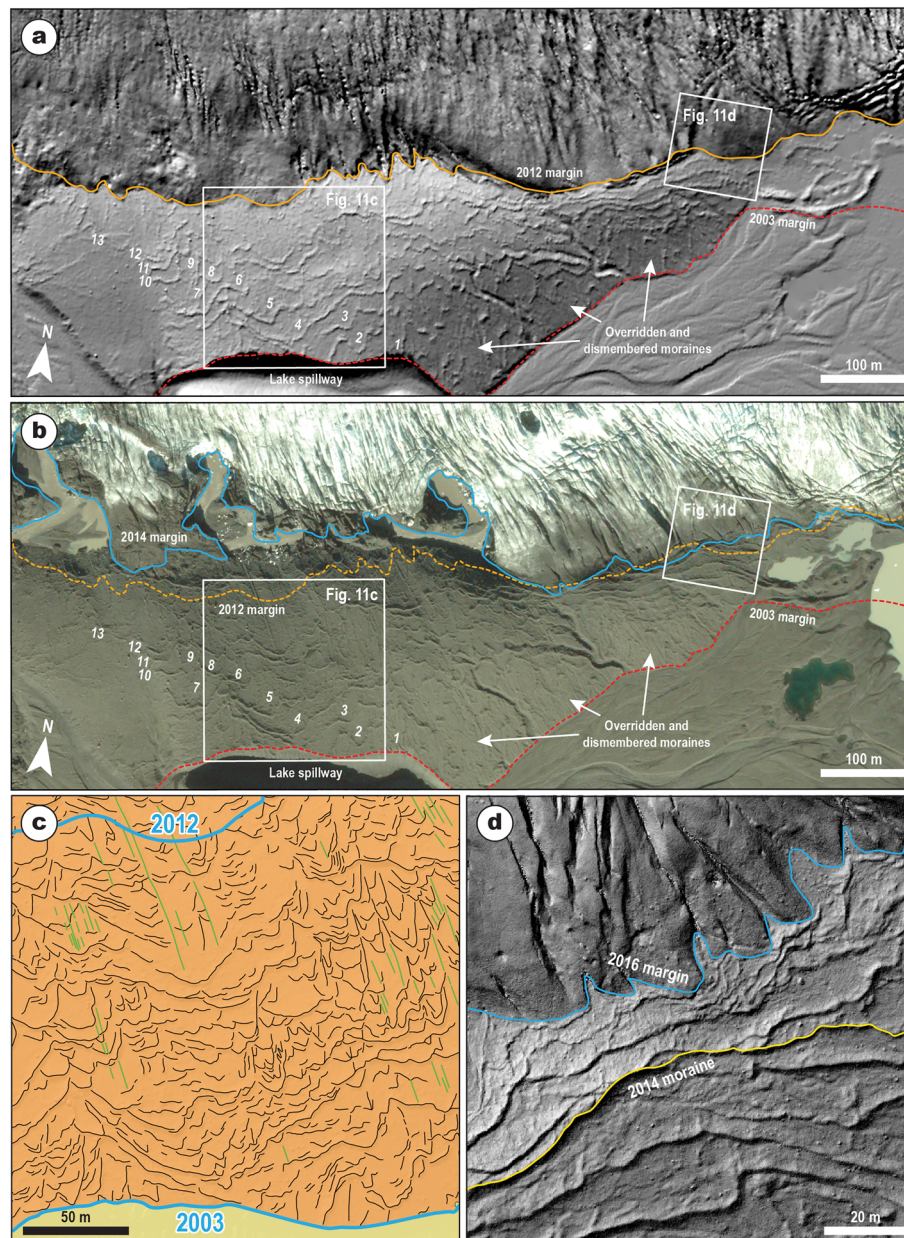 a
Fig. 11d
2012 margin
Fig. 11c
2003 margin
13
12
11
10
9
8
7
6
5
4
3
2
1
N
Overridden and
dismembered moraines
Lake spillway
100 m
b
2014 margin
Fig. 11d
2012 margin
Fig. 11c
2003 margin
13
12
11
10
9
8
7
6
5
4
3
2
1
N
Overridden and
dismembered moraines
Lake spillway
100 m
c
2012
50 m
2003
d
2016 margin
2014 moraine
20 m